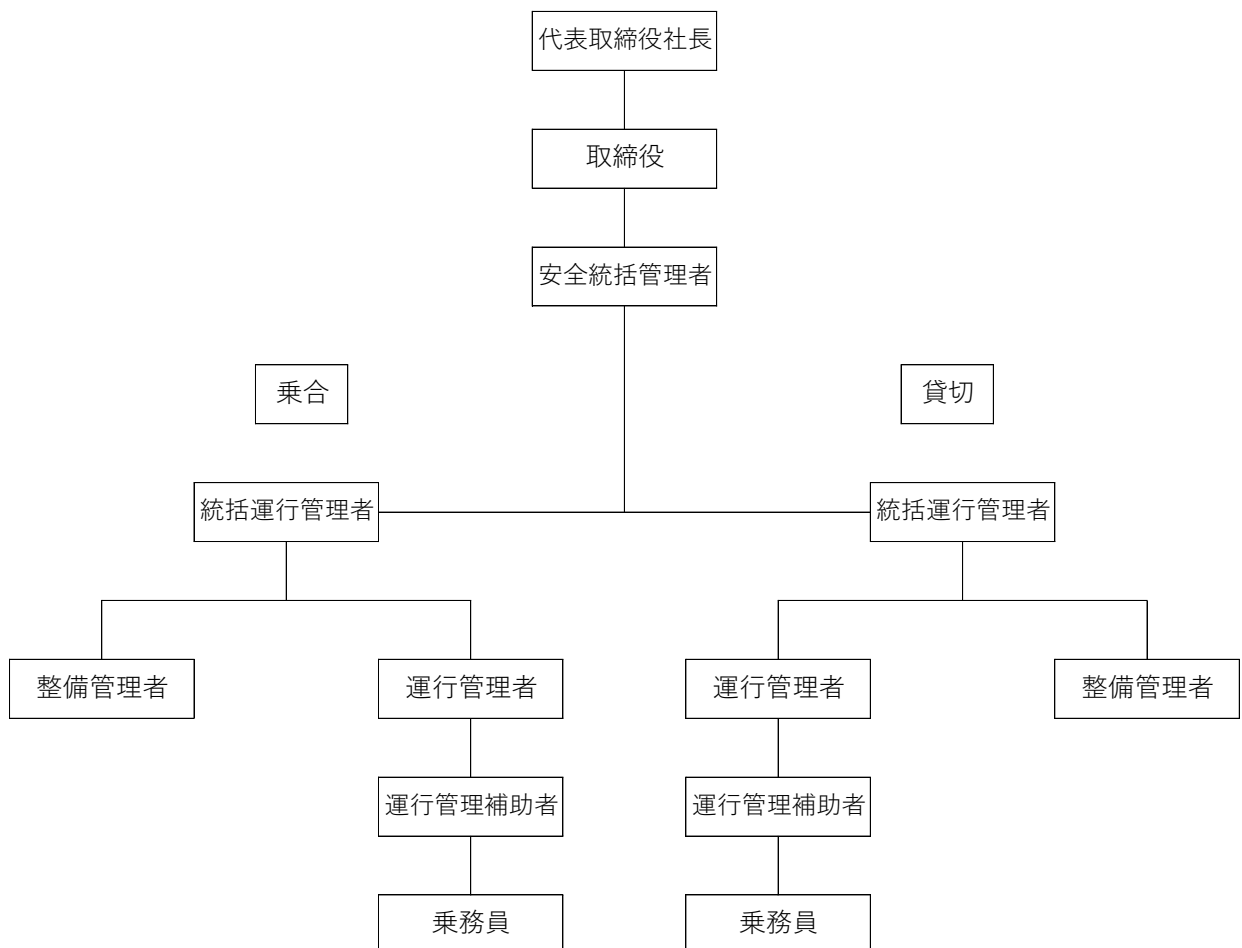 代表取締役社長
取締役
安全統括管理者
乗合
貸切
統括運行管理者
統括運行管理者
整備管理者
運行管理者
運行管理者
整備管理者
運行管理補助者
運行管理補助者
乗務員
乗務員